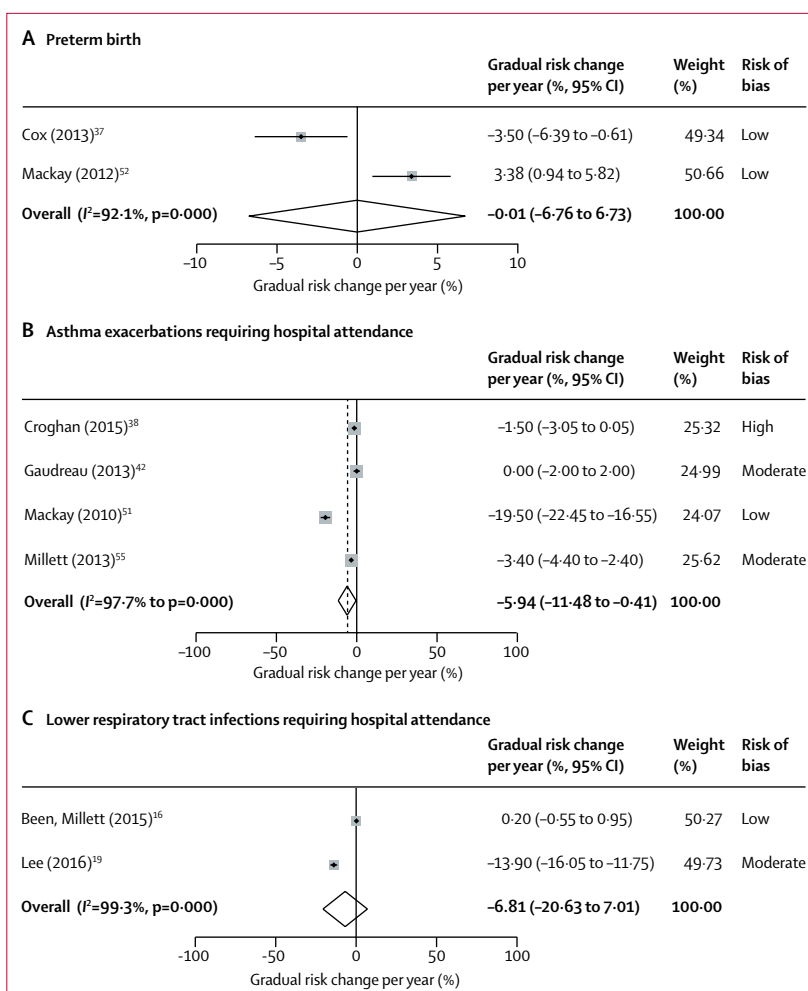 A Preterm birth
Gradual risk change per year (%, 95% CI) Weight (%) Risk of bias
Cox (2013)³⁷ –3·50 (–6·39 to –0·61) 49·34 Low
Mackay (2012)⁵² 3·38 (0·94 to 5·82) 50·66 Low
Overall (I²=92·1%, p=0·000) –0·01 (–6·76 to 6·73) 100·00
–10 –5 0 5 10
Gradual risk change per year (%)
B Asthma exacerbations requiring hospital attendance
Gradual risk change per year (%, 95% CI) Weight (%) Risk of bias
Croghan (2015)³⁸ –1·50 (–3·05 to 0·05) 25·32 High
Gaudreau (2013)⁴² 0·00 (–2·00 to 2·00) 24·99 Moderate
Mackay (2010)⁵¹ –19·50 (–22·45 to –16·55) 24·07 Low
Millett (2013)⁵⁵ –3·40 (–4·40 to –2·40) 25·62 Moderate
Overall (I²=97·7% to p=0·000) –5·94 (–11·48 to –0·41) 100·00
–100 –50 0 50 100
Gradual risk change per year (%)
C Lower respiratory tract infections requiring hospital attendance
Gradual risk change per year (%, 95% CI) Weight (%) Risk of bias
Been, Millett (2015)¹⁶ 0·20 (–0·55 to 0·95) 50·27 Low
Lee (2016)¹⁹ –13·90 (–16·05 to –11·75) 49·73 Moderate
Overall (I²=99·3%, p=0·000) –6·81 (–20·63 to 7·01) 100·00
-100 -50 0 50 100
Gradual risk change per year (%)